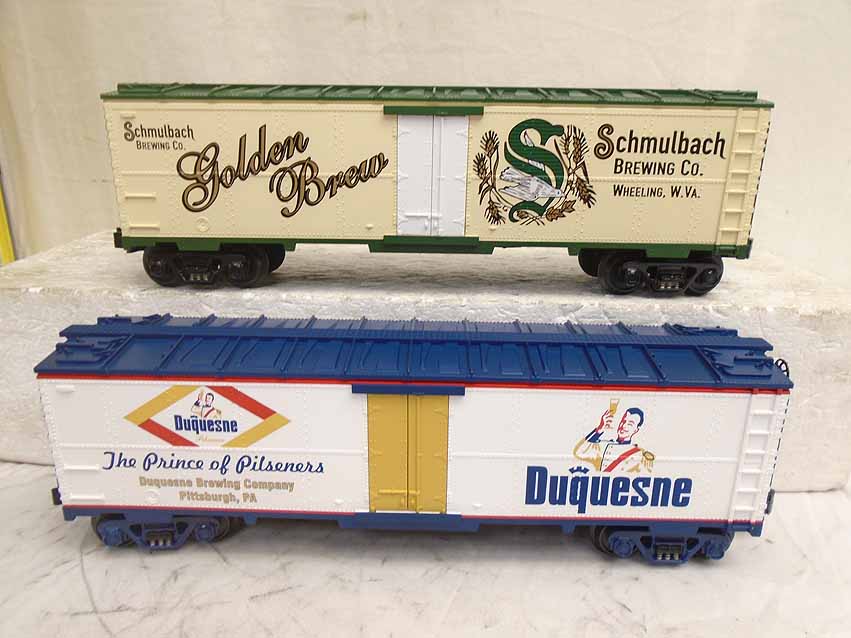 Schmulbach
Brewing Co.
Golden
Brew
S
Schmulbach
Brewing Co.
Wheeling, W.Va.
Duquesne
Pilsener
The Prince of Pilseners
Duquesne Brewing Company
Pittsburgh, PA
Duquesne